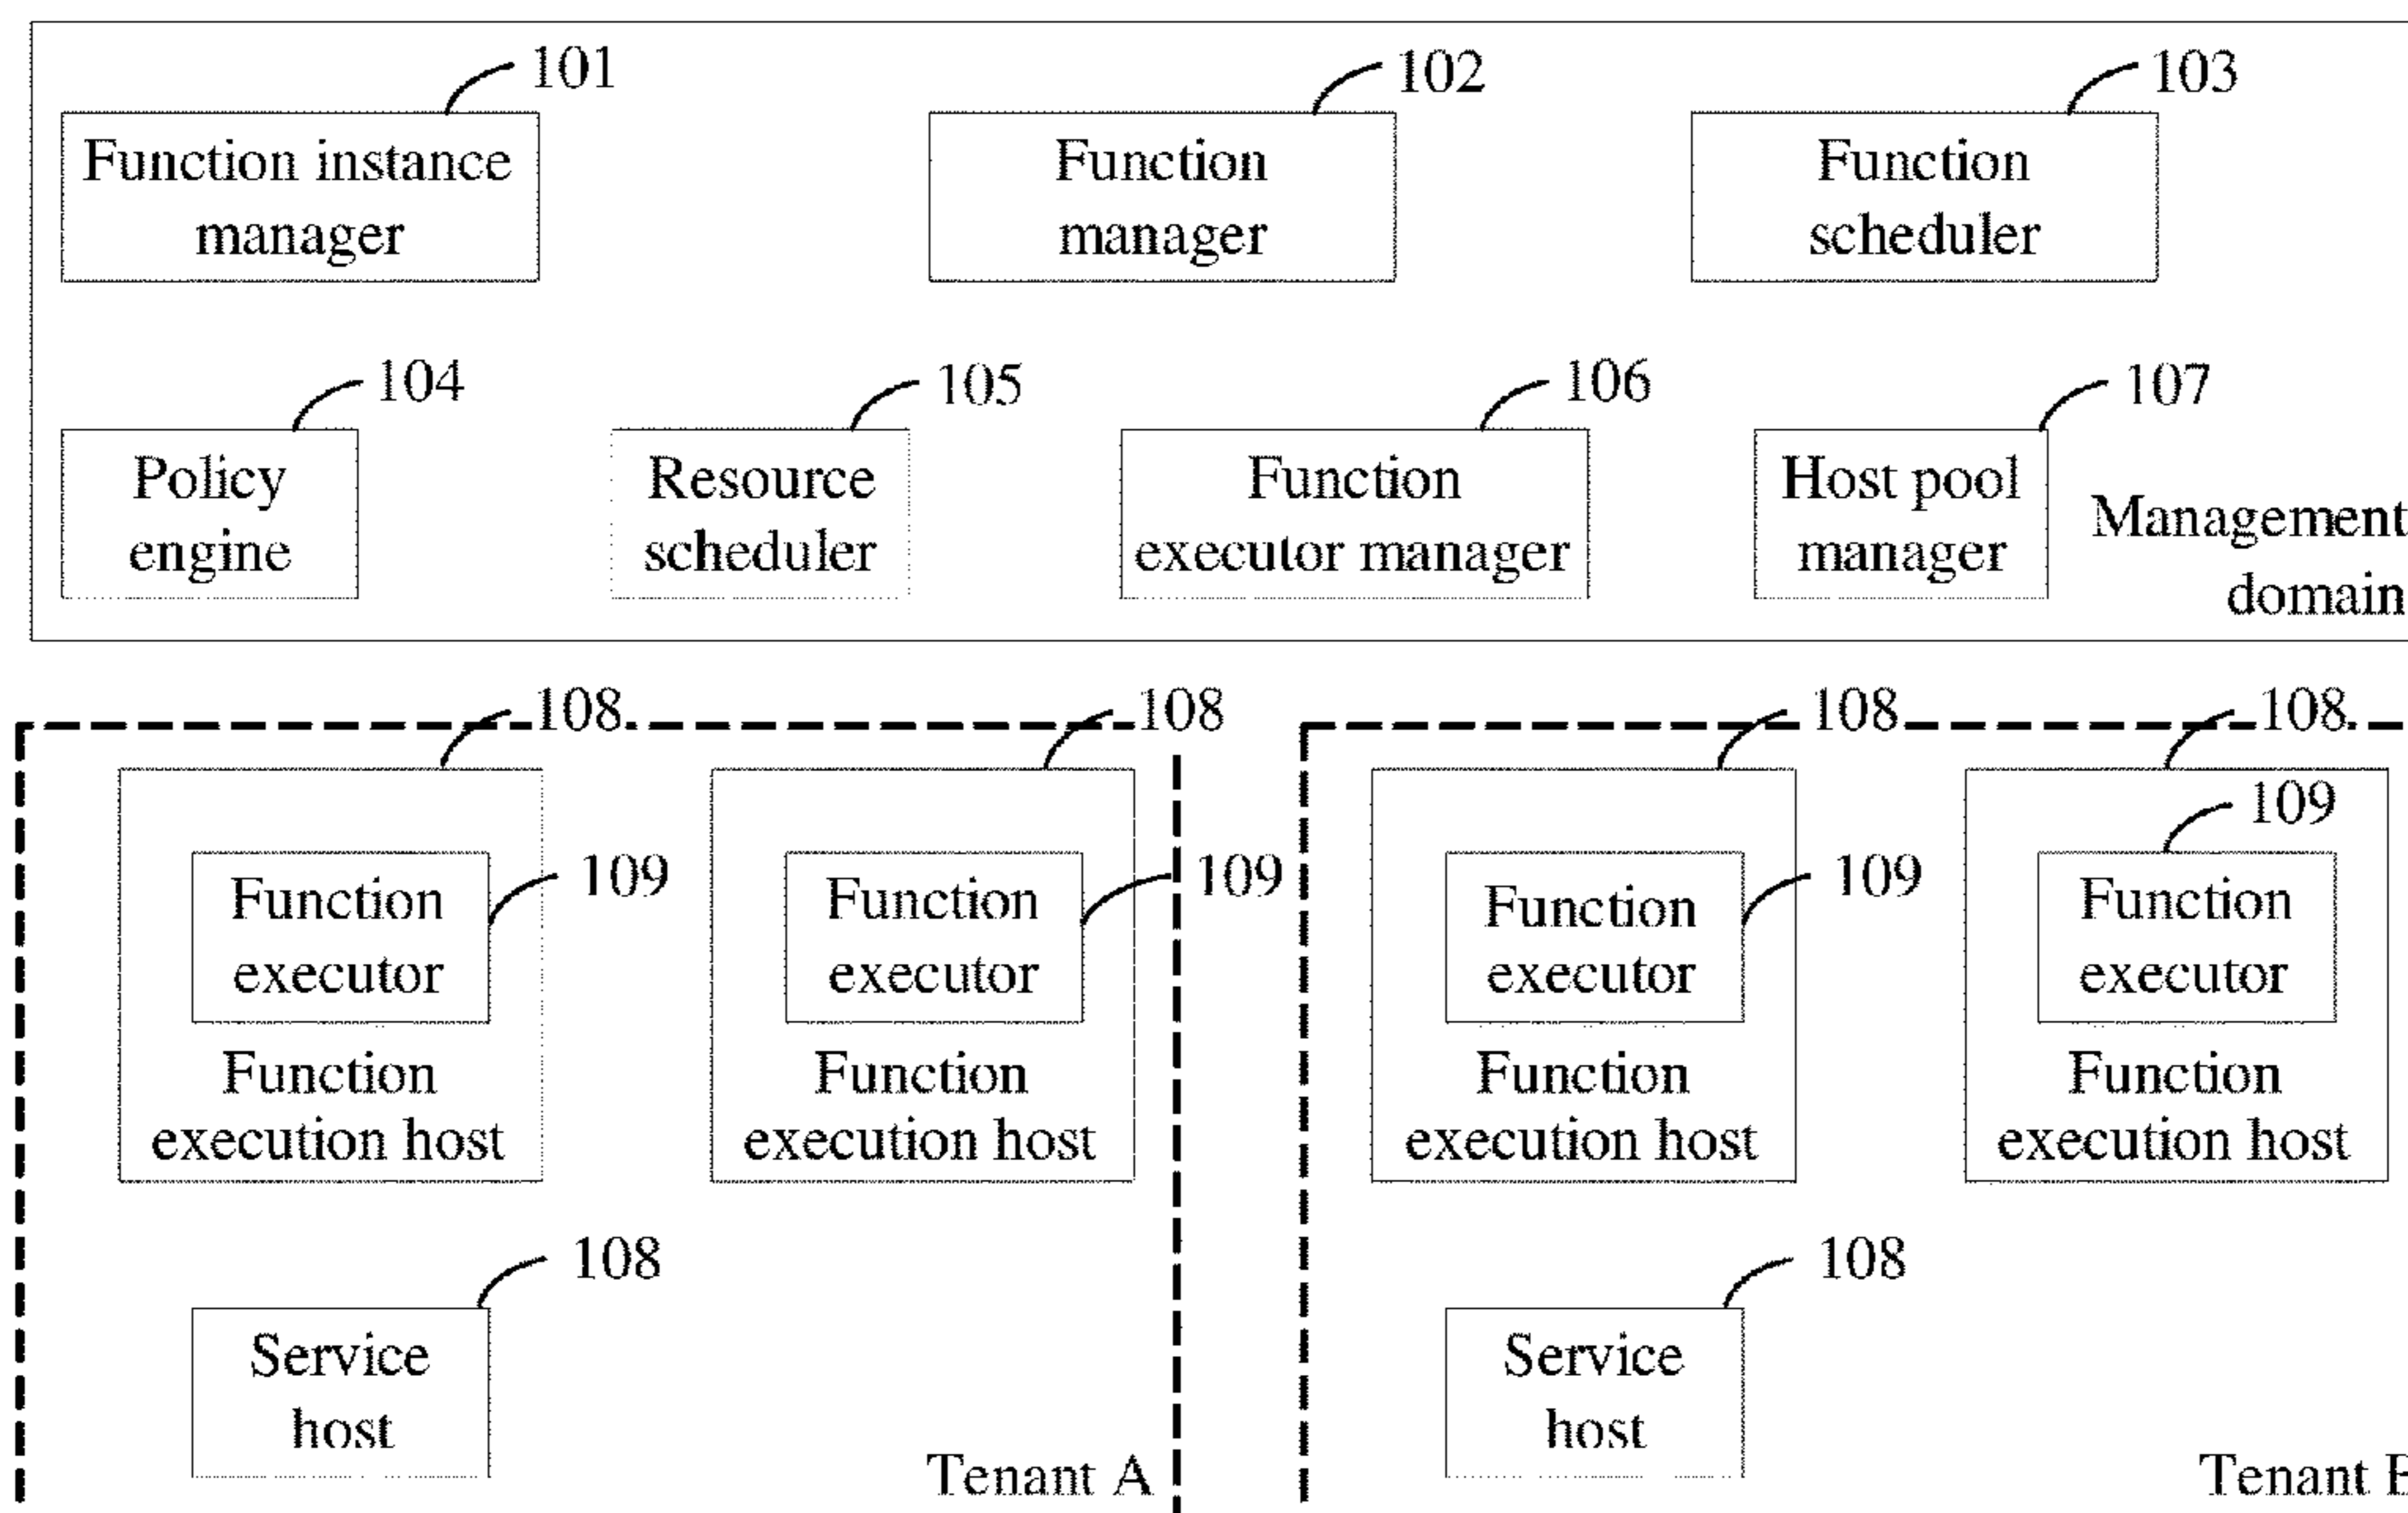 101
102
103
Function instance
manager
Function
manager
Function
scheduler
104
105
106
107
Policy
engine
Resource
scheduler
Function
executor manager
Host pool
manager
Management
domain
108
108
108
108
109
109
109
109
Function
executor
Function
executor
Function
executor
Function
executor
Function
execution host
Function
execution host
Function
execution host
Function
execution host
108
108
Service
host
Service
host
Tenant A
Tenant